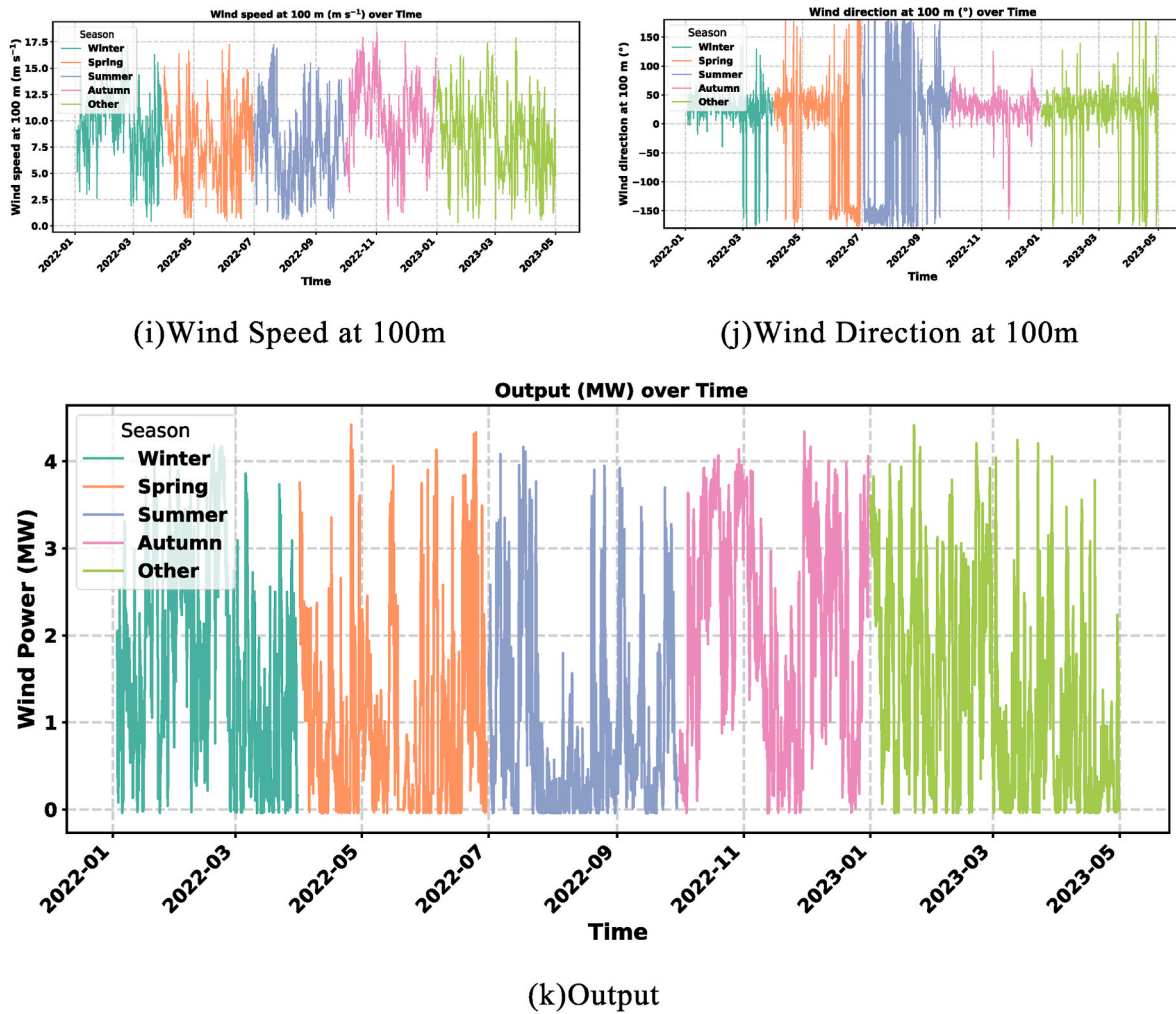 Wind speed at 100 m (m s⁻¹) over Time
Wind speed at 100 m (m s⁻¹)
17.5
15.0
12.5
10.0
7.5
5.0
2.5
0.0
Season
Winter
Spring
Summer
Autumn
Other
2022-01
2022-03
2022-05
2022-07
2022-09
2022-11
2023-01
2023-03
2023-05
Time
(i)Wind Speed at 100m
Wind direction at 100 m (°) over Time
Wind direction at 100 m (°)
150
100
50
0
−50
−100
−150
Season
Winter
Spring
Summer
Autumn
Other
2022-01
2022-03
2022-05
2022-07
2022-09
2022-11
2023-01
2023-03
2023-05
Time
(j)Wind Direction at 100m
Output (MW) over Time
Wind Power (MW)
4
3
2
1
0
Season
Winter
Spring
Summer
Autumn
Other
2022-01
2022-03
2022-05
2022-07
2022-09
2022-11
2023-01
2023-03
2023-05
Time
(k)Output